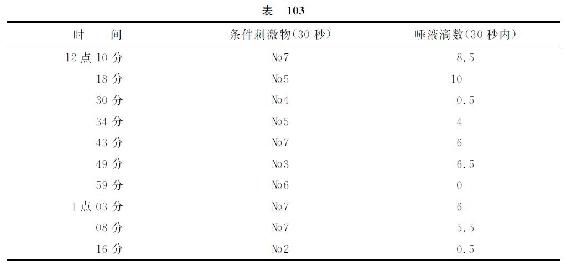 表 103
时 间 条件刺激物(30 秒) 唾液滴数(30 秒内)
12 点 10 分 №7 8.5
18 分 №5 10
30 分 №4 0.5
34 分 №5 4
43 分 №7 6
49 分 №3 6.5
59 分 №6 0
1 点 03 分 №7 6
08 分 №7 5.5
16 分 №2 0.5